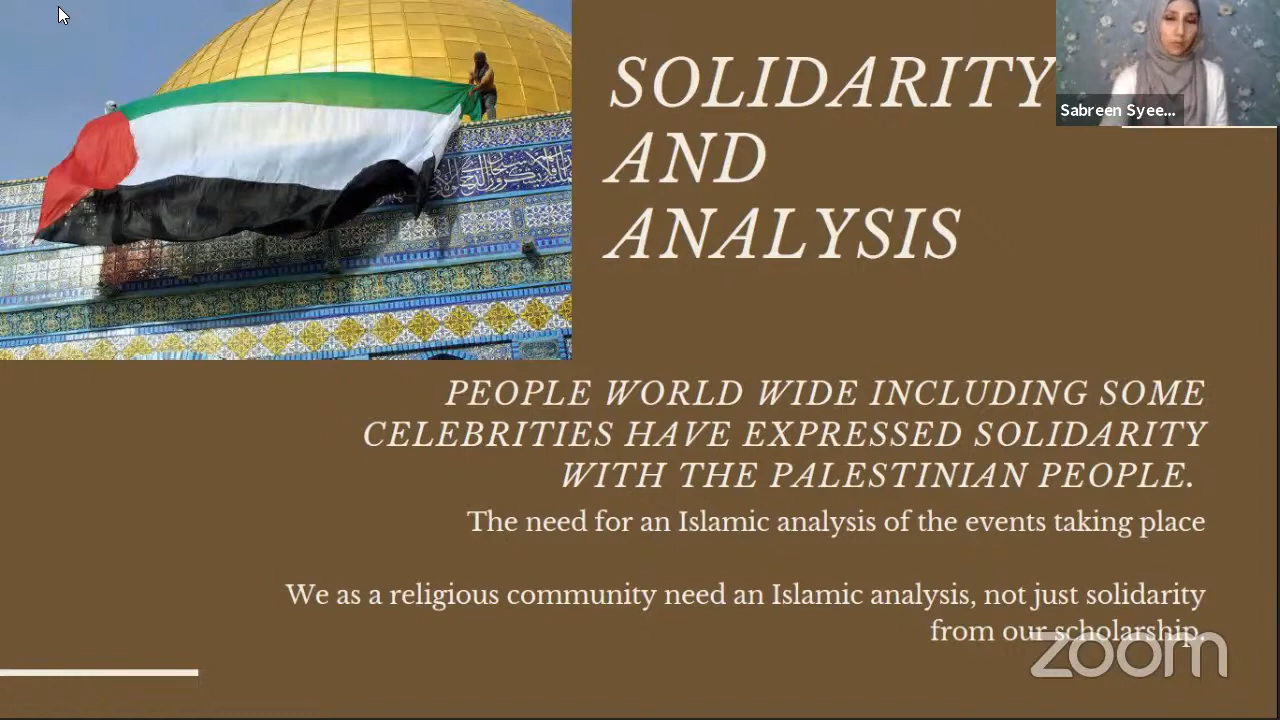 SOLIDARITY
AND
ANALYSIS
Sabreen Syee...
PEOPLE WORLD WIDE INCLUDING SOME
CELEBRITIES HAVE EXPRESSED SOLIDARITY
WITH THE PALESTINIAN PEOPLE.
The need for an Islamic analysis of the events taking place
We as a religious community need an Islamic analysis, not just solidarity
from our scholarship.
zoom